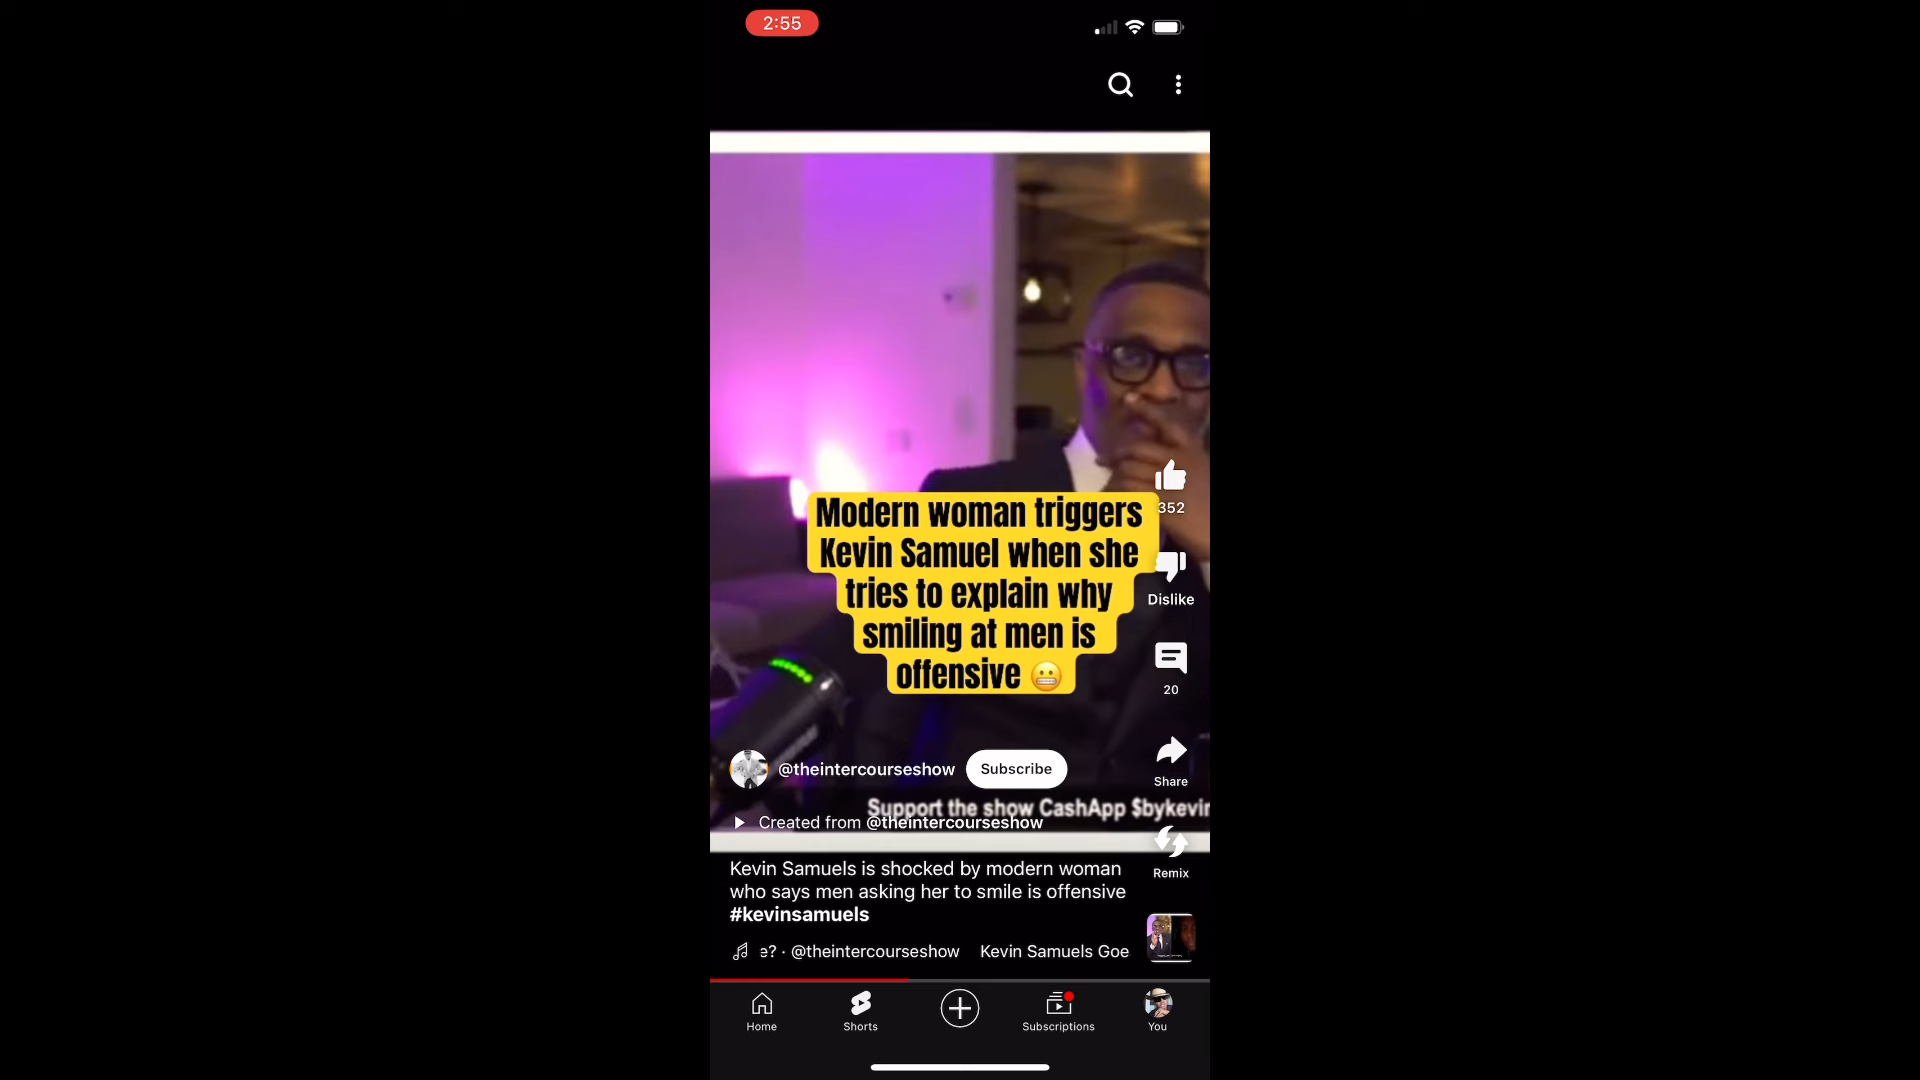 2:55
Modern woman triggers
Kevin Samuel when she
tries to explain why
smiling at men is
offensive 😬
352
Dislike
20
Share
@theintercourseshow
Subscribe
Support the show CashApp $bykevin
Created from @theintercourseshow
Remix
Kevin Samuels is shocked by modern woman
who says men asking her to smile is offensive
#kevinsamuels
e? · @theintercourseshow Kevin Samuels Goe
Home
Shorts
Subscriptions
You